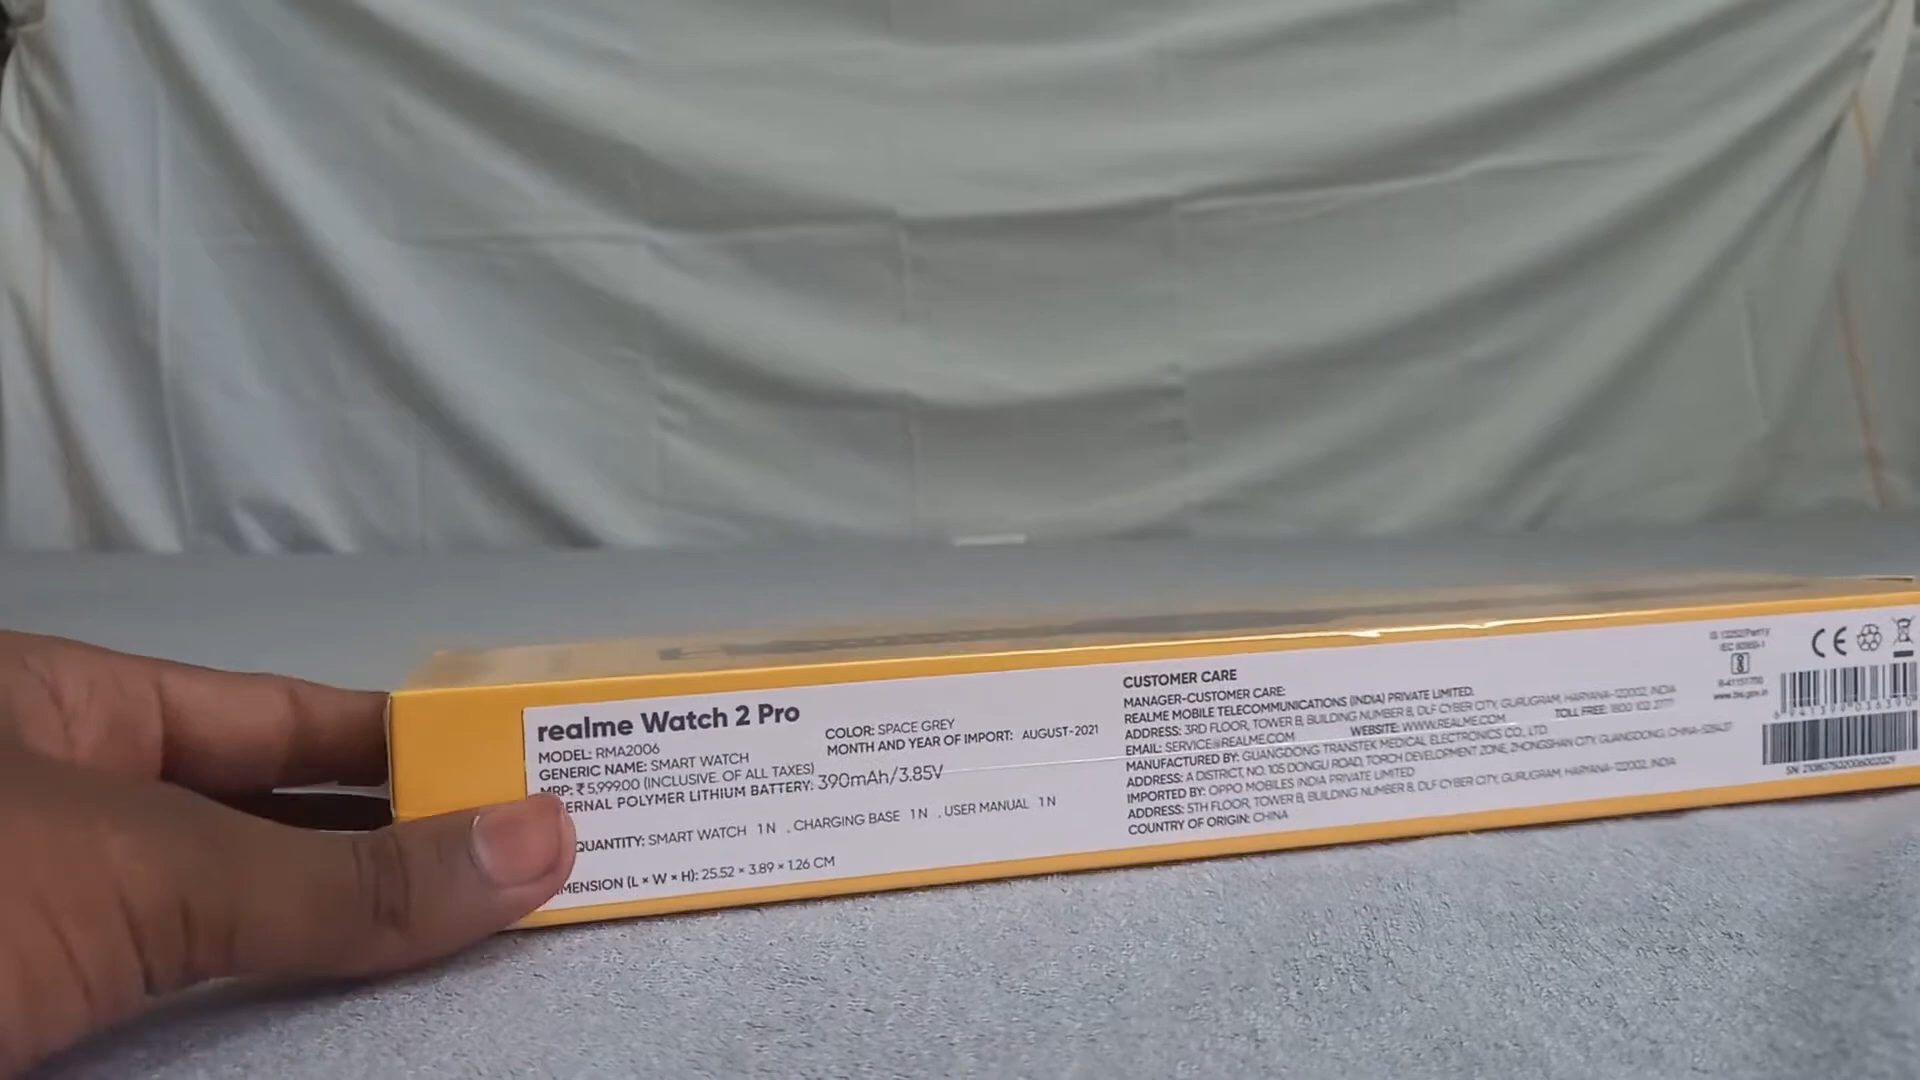 realme Watch 2 Pro
MODEL: RMA2006
GENERIC NAME: SMART WATCH
MRP: ₹5,999.00 (INCLUSIVE. OF ALL TAXES)
ERNAL POLYMER LITHIUM BATTERY: 390mAh/3.85V
QUANTITY: SMART WATCH 1 N , CHARGING BASE 1 N , USER MANUAL 1 N
MENSION (L × W × H): 25.52 × 3.89 × 1.26 CM
COLOR: SPACE GREY
MONTH AND YEAR OF IMPORT: AUGUST-2021
CUSTOMER CARE
MANAGER-CUSTOMER CARE:
REALME MOBILE TELECOMMUNICATIONS (INDIA) PRIVATE LIMITED.
ADDRESS: 3RD FLOOR, TOWER B, BUILDING NUMBER 8, DLF CYBER CITY, GURUGRAM, HARYANA-122002, INDIA
EMAIL: SERVICE@REALME.COM WEBSITE: WWW.REALME.COM TOLL FREE: 1800 102 2777
MANUFACTURED BY: GUANGDONG TRANSTEK MEDICAL ELECTRONICS CO., LTD.
ADDRESS: A DISTRICT, NO. 105 DONGLI ROAD, TORCH DEVELOPMENT ZONE, ZHONGSHAN CITY, GUANGDONG, CHINA-528437
IMPORTED BY: OPPO MOBILES INDIA PRIVATE LIMITED
ADDRESS: 5TH FLOOR, TOWER B, BUILDING NUMBER 8, DLF CYBER CITY, GURUGRAM, HARYANA-122002, INDIA
COUNTRY OF ORIGIN: CHINA
www.bis.gov.in
CE